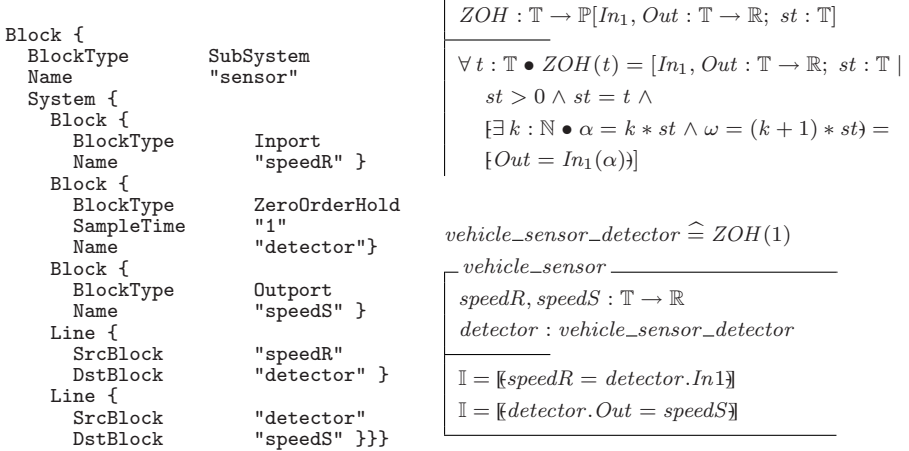 Block {
  BlockType SubSystem
  Name "sensor"
  System {
    Block {
      BlockType Inport
      Name "speedR" }
    Block {
      BlockType ZeroOrderHold
      SampleTime "1"
      Name "detector"}
    Block {
      BlockType Outport
      Name "speedS" }
    Line {
      SrcBlock "speedR"
      DstBlock "detector" }
    Line {
      SrcBlock "detector"
      DstBlock "speedS" }}}
ZOH : 𝕋 → ℙ[In₁, Out : 𝕋 → ℝ; st : 𝕋]
∀ t : 𝕋 • ZOH(t) = [In₁, Out : 𝕋 → ℝ; st : 𝕋 |
st > 0 ∧ st = t ∧
⦗∃ k : ℕ • α = k ∗ st ∧ ω = (k + 1) ∗ st⦘ =
⦗Out = In₁(α)⦘]
vehicle_sensor_detector ≙ ZOH(1)
vehicle_sensor
speedR, speedS : 𝕋 → ℝ
detector : vehicle_sensor_detector
𝕀 = ⟦speedR = detector.In1⟧
𝕀 = ⟦detector.Out = speedS⟧